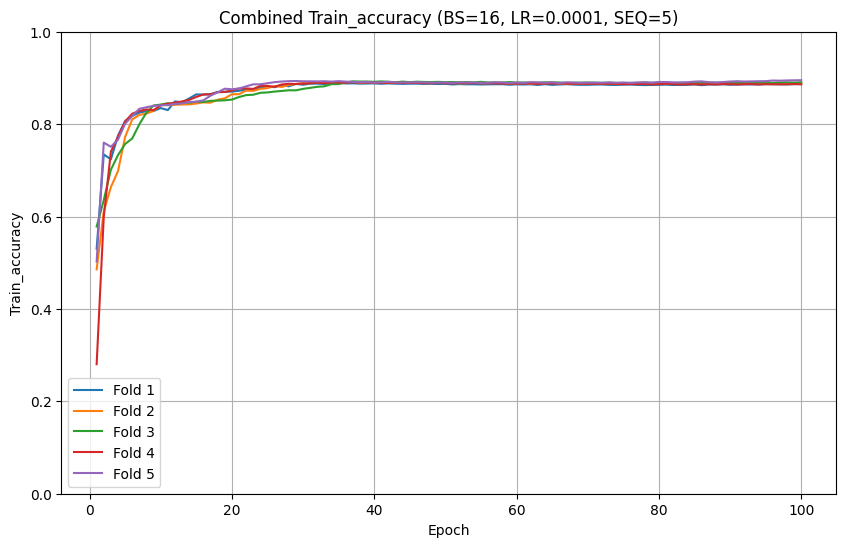 Combined Train_accuracy (BS=16, LR=0.0001, SEQ=5)
Train_accuracy
1.0
0.8
0.6
0.4
0.2
0.0
Fold 1
Fold 2
Fold 3
Fold 4
Fold 5
0 20 40 60 80 100
Epoch